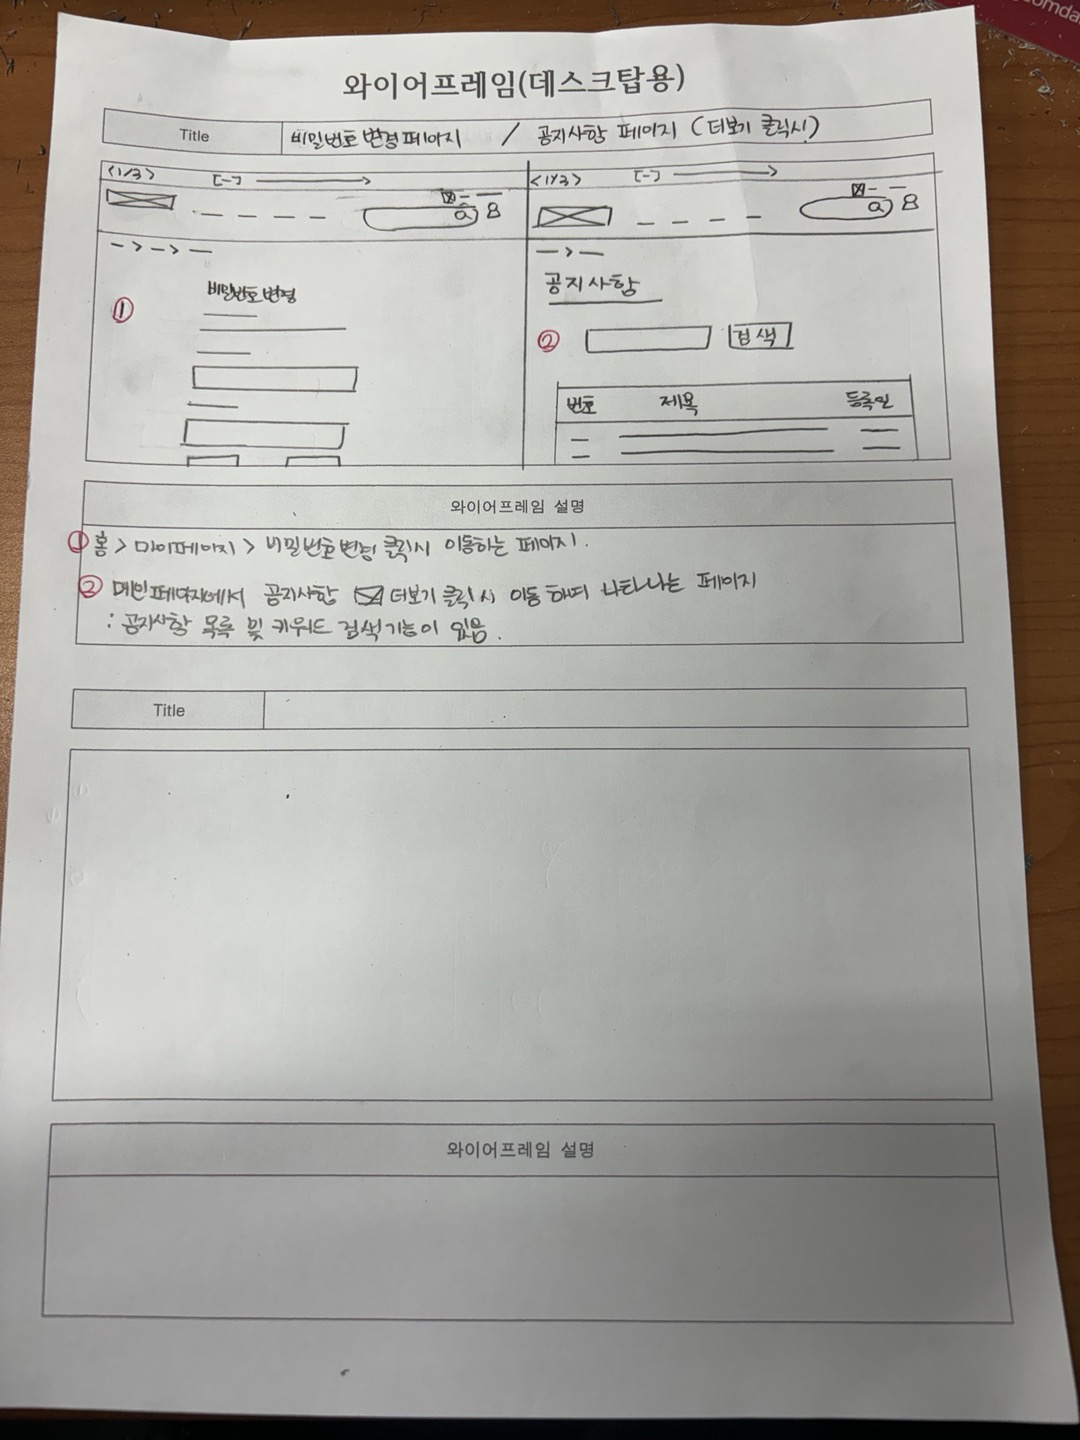 와이어프레임(데스크탑용)
Title
비밀번호 변경 페이지 / 공지사항 페이지 (더보기 클릭시)
<1/3>
<1/3>
비밀번호 변경
①
공지사항
②
검색
번호 제목 등록일
와이어프레임 설명
① 홈 > 마이페이지 > 비밀번호변경 클릭시 이동하는 페이지.
② 메인페이지에서 공지사항 더보기 클릭시 이동하며 나타나는 페이지
: 공지사항 목록 및 키워드 검색기능이 있음.
Title
와이어프레임 설명